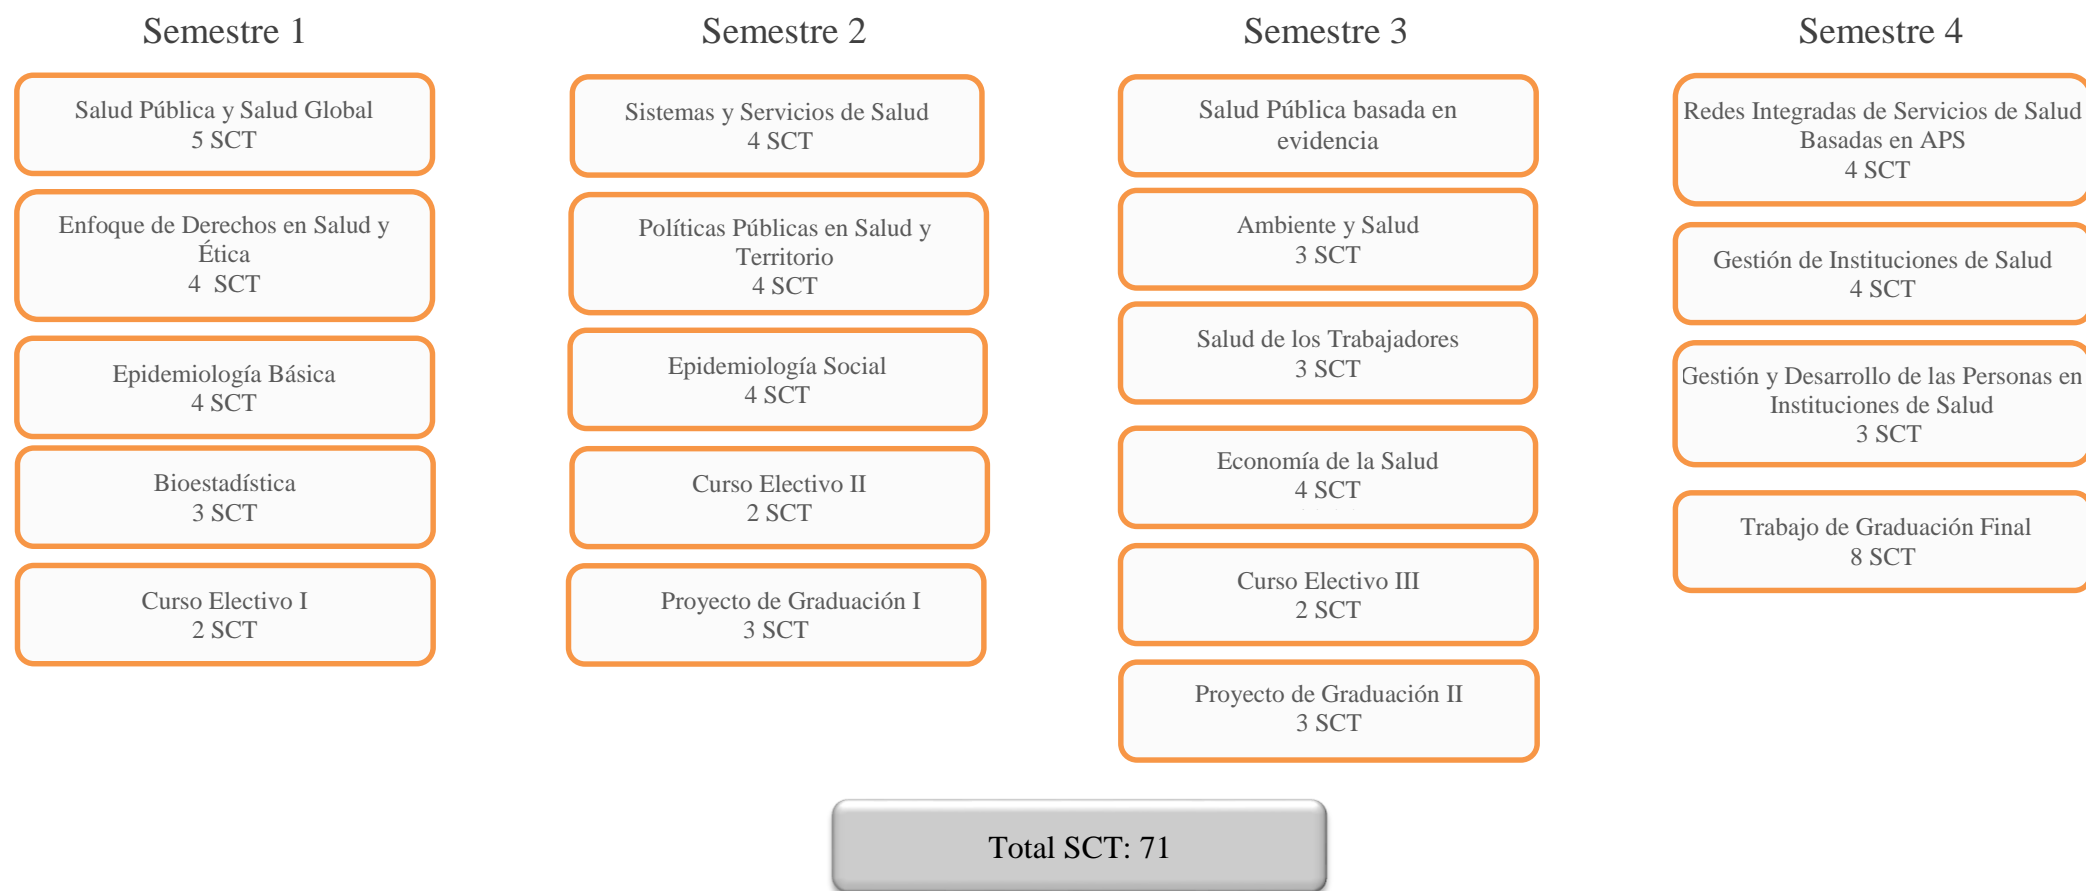 Semestre 1
Salud Pública y Salud Global
5 SCT
Enfoque de Derechos en Salud y
Ética
4 SCT
Epidemiología Básica
4 SCT
Bioestadística
3 SCT
Curso Electivo I
2 SCT
Semestre 2
Sistemas y Servicios de Salud
4 SCT
Políticas Públicas en Salud y
Territorio
4 SCT
Epidemiología Social
4 SCT
Curso Electivo II
2 SCT
Proyecto de Graduación I
3 SCT
Semestre 3
Salud Pública basada en
evidencia
Ambiente y Salud
3 SCT
Salud de los Trabajadores
3 SCT
Economía de la Salud
4 SCT
Curso Electivo III
2 SCT
Proyecto de Graduación II
3 SCT
Semestre 4
Redes Integradas de Servicios de Salud
Basadas en APS
4 SCT
Gestión de Instituciones de Salud
4 SCT
Gestión y Desarrollo de las Personas en
Instituciones de Salud
3 SCT
Trabajo de Graduación Final
8 SCT
Total SCT: 71